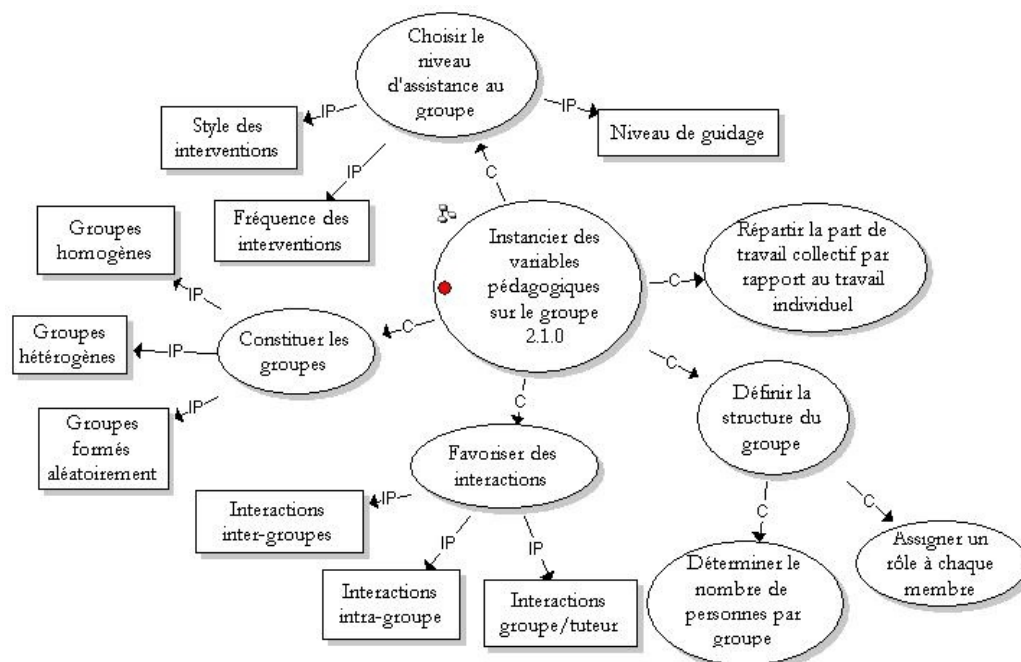 Choisir le
niveau
d'assistance au
groupe
IP
IP
Style des
interventions
Niveau de guidage
IP
C
Fréquence des
interventions
Groupes
homogènes
Instancier des
variables
pédagogiques
sur le groupe
2.1.0
Répartir la part de
travail collectif par
rapport au travail
individuel
C
IP
C
Constituer les
groupes
Groupes
hétérogènes
IP
C
IP
Groupes
formés
aléatoirement
C
Définir la
structure du
groupe
Favoriser des
interactions
IP
Interactions
inter-groupes
C
C
IP
IP
Interactions
intra-groupe
Interactions
groupe/tuteur
Déterminer le
nombre de
personnes par
groupe
Assigner un
rôle à chaque
membre